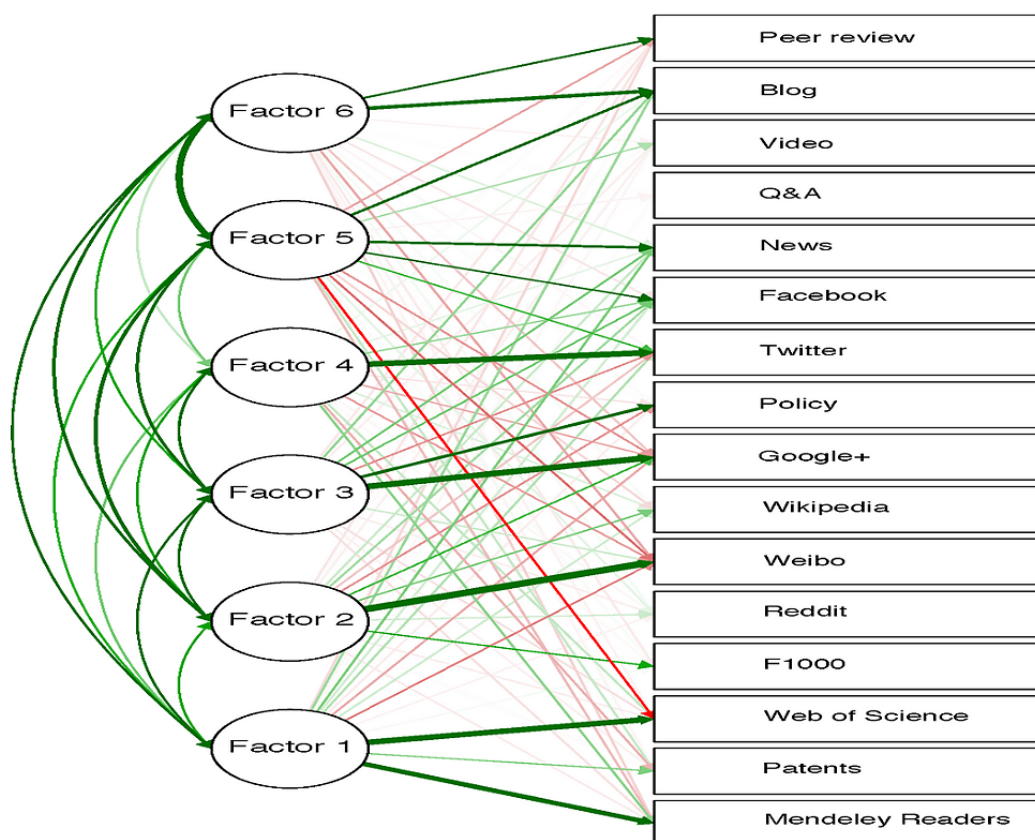 Factor 6
Factor 5
Factor 4
Factor 3
Factor 2
Factor 1
Peer review
Blog
Video
Q&A
News
Facebook
Twitter
Policy
Google+
Wikipedia
Weibo
Reddit
F1000
Web of Science
Patents
Mendeley Readers